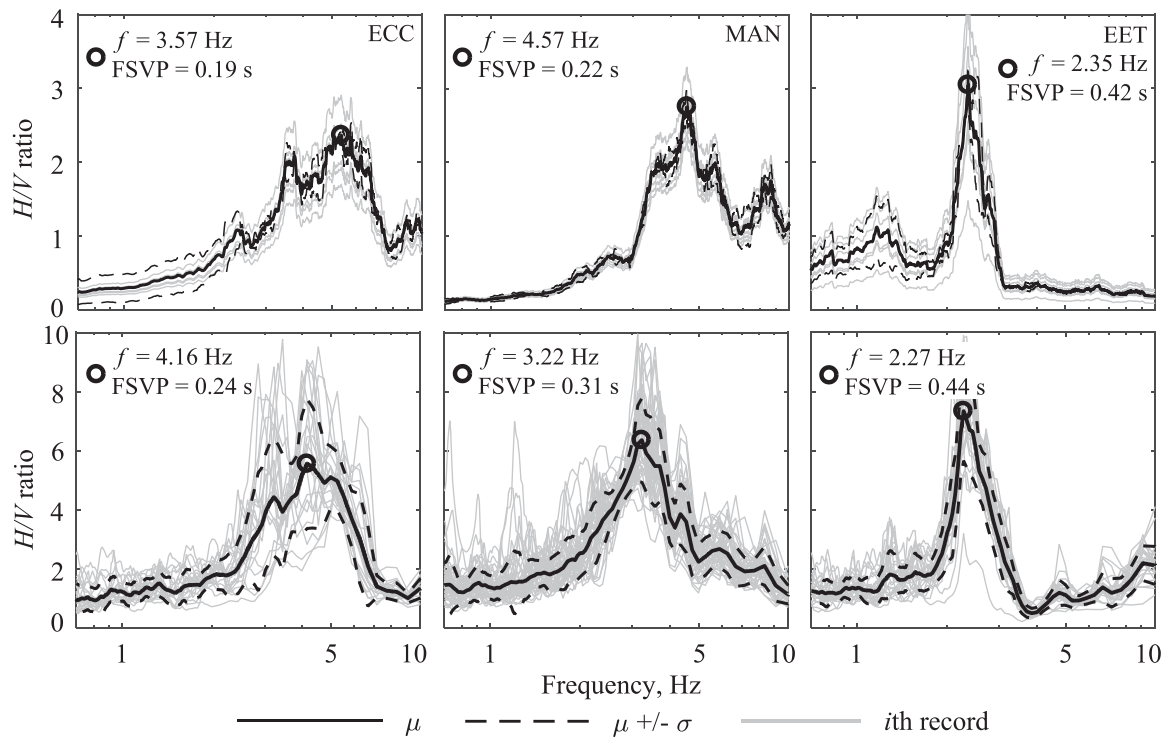 4
3
2
1
0
H/V ratio
f = 3.57 Hz
FSVP = 0.19 s
ECC
f = 4.57 Hz
FSVP = 0.22 s
MAN
EET
f = 2.35 Hz
FSVP = 0.42 s
10
8
6
4
2
0
H/V ratio
f = 4.16 Hz
FSVP = 0.24 s
f = 3.22 Hz
FSVP = 0.31 s
f = 2.27 Hz
FSVP = 0.44 s
1 5 10
1 5 10
1 5 10
Frequency, Hz
μ μ +/- σ ith record